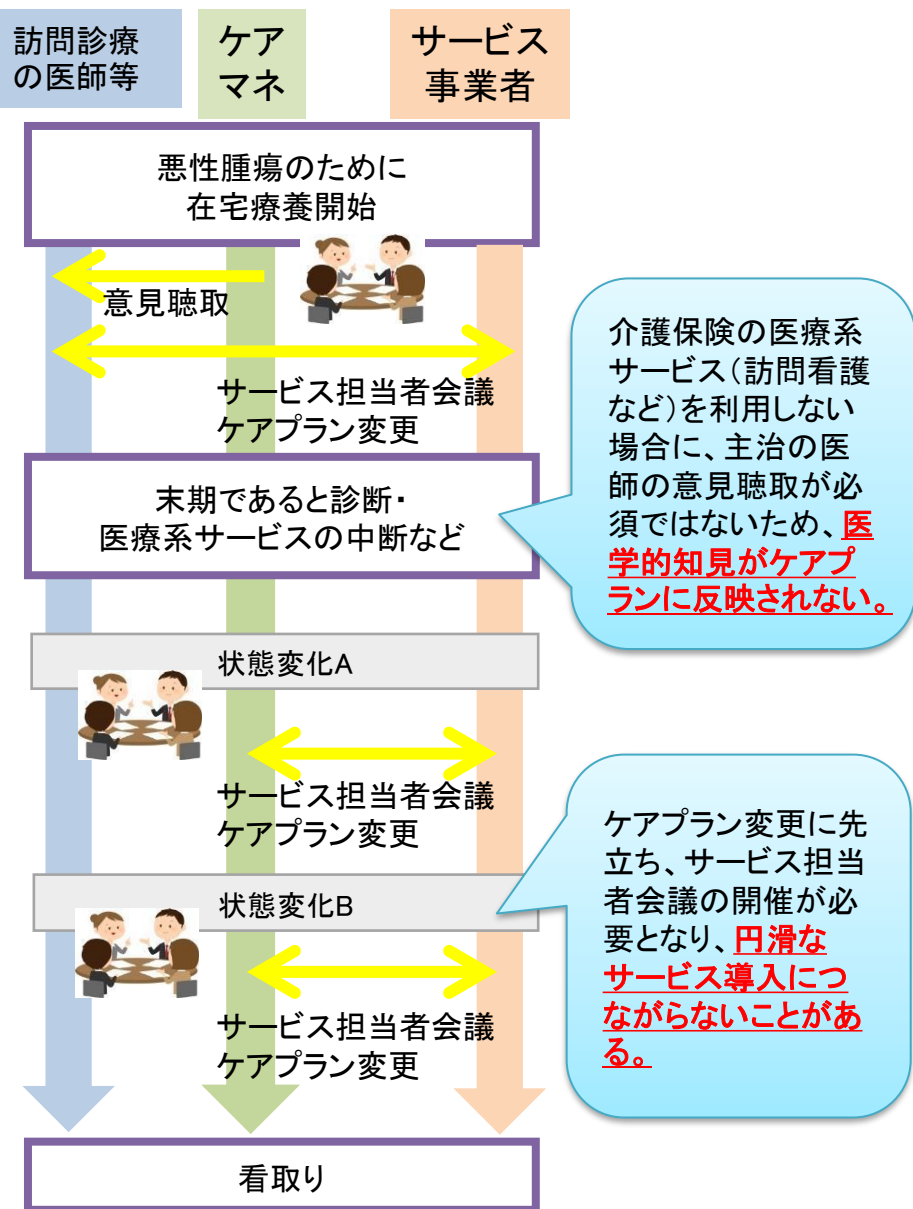 訪問診療
の医師等
ケア
マネ
サービス
事業者
悪性腫瘍のために
在宅療養開始
意見聴取
サービス担当者会議
ケアプラン変更
介護保険の医療系
サービス(訪問看護
など)を利用しない
場合に、主治の医
師の意見聴取が必
須ではないため、医
学的知見がケアプ
ランに反映されない。
末期であると診断・
医療系サービスの中断など
状態変化A
サービス担当者会議
ケアプラン変更
ケアプラン変更に先
立ち、サービス担当
者会議の開催が必
要となり、円滑な
サービス導入につ
ながらないことがあ
る。
状態変化B
サービス担当者会議
ケアプラン変更
看取り